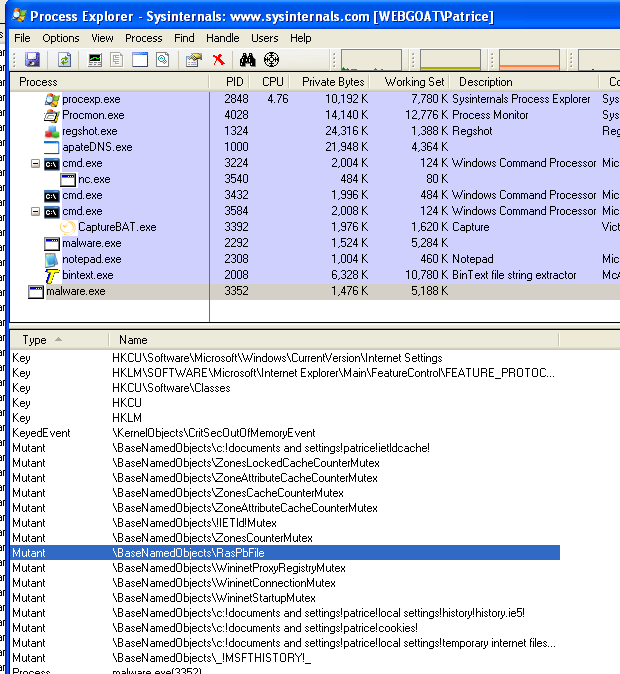 Process Explorer - Sysinternals: www.sysinternals.com [WEBGOAT\Patrice]
File Options View Process Find Handle Users Help
Process PID CPU Private Bytes Working Set Description Co
procexp.exe 2848 4.76 10,192 K 7,780 K Sysinternals Process Explorer Sys
Procmon.exe 4028 14,140 K 12,776 K Process Monitor Sys
regshot.exe 1324 24,316 K 1,388 K Regshot Reg
apateDNS.exe 1000 21,948 K 4,364 K
cmd.exe 3224 2,004 K 124 K Windows Command Processor Mic
nc.exe 3540 484 K 80 K
cmd.exe 3432 1,996 K 484 K Windows Command Processor Mic
cmd.exe 3584 2,008 K 124 K Windows Command Processor Mic
CaptureBAT.exe 3392 1,976 K 1,620 K Capture Vict
malware.exe 2292 1,524 K 5,284 K
notepad.exe 2308 1,004 K 460 K Notepad Mic
bintext.exe 2008 6,328 K 10,780 K BinText file string extractor McA
malware.exe 3352 1,476 K 5,188 K
Type Name
Key HKCU\Software\Microsoft\Windows\CurrentVersion\Internet Settings
Key HKLM\SOFTWARE\Microsoft\Internet Explorer\Main\FeatureControl\FEATURE_PROTOC...
Key HKCU\Software\Classes
Key HKCU
Key HKLM
KeyedEvent \KernelObjects\CritSecOutOfMemoryEvent
Mutant \BaseNamedObjects\c:!documents and settings!patrice!ietldcache!
Mutant \BaseNamedObjects\ZonesLockedCacheCounterMutex
Mutant \BaseNamedObjects\ZoneAttributeCacheCounterMutex
Mutant \BaseNamedObjects\ZonesCacheCounterMutex
Mutant \BaseNamedObjects\ZoneAttributeCacheCounterMutex
Mutant \BaseNamedObjects\!IETld!Mutex
Mutant \BaseNamedObjects\ZonesCounterMutex
Mutant \BaseNamedObjects\RasPbFile
Mutant \BaseNamedObjects\WininetProxyRegistryMutex
Mutant \BaseNamedObjects\WininetConnectionMutex
Mutant \BaseNamedObjects\WininetStartupMutex
Mutant \BaseNamedObjects\c:!documents and settings!patrice!local settings!history!history.ie5!
Mutant \BaseNamedObjects\c:!documents and settings!patrice!cookies!
Mutant \BaseNamedObjects\c:!documents and settings!patrice!local settings!temporary internet files...
Mutant \BaseNamedObjects\_!MSFTHISTORY!_
Process malware.exe(3352)